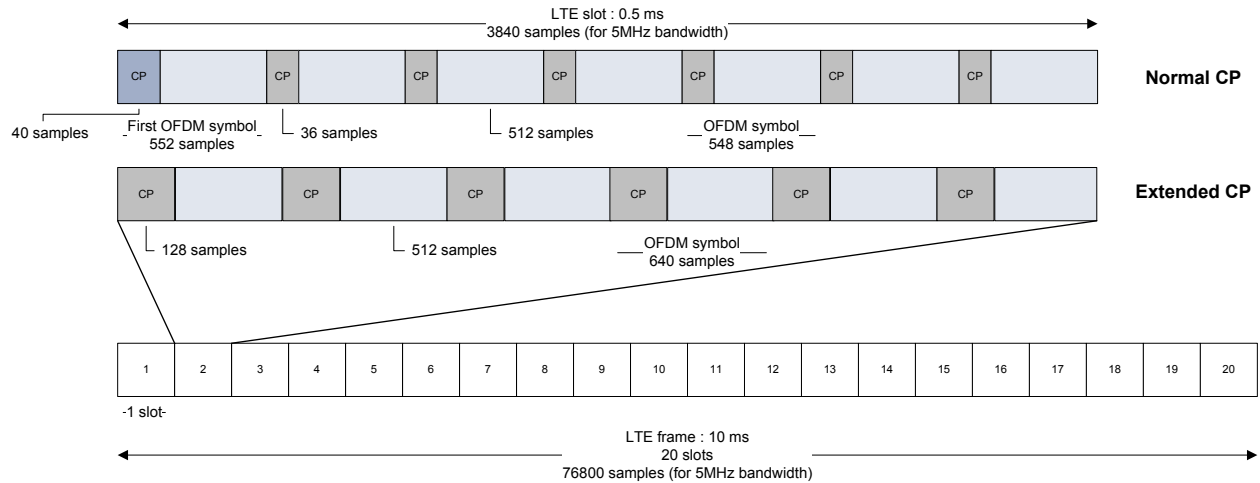 LTE slot : 0.5 ms
3840 samples (for 5MHz bandwidth)
CP
CP
CP
CP
CP
CP
CP
Normal CP
40 samples
First OFDM symbol
552 samples
36 samples
512 samples
OFDM symbol
548 samples
CP
CP
CP
CP
CP
CP
Extended CP
128 samples
512 samples
OFDM symbol
640 samples
1 2 3 4 5 6 7 8 9 10 11 12 13 14 15 16 17 18 19 20
-1 slot-
LTE frame : 10 ms
20 slots
76800 samples (for 5MHz bandwidth)